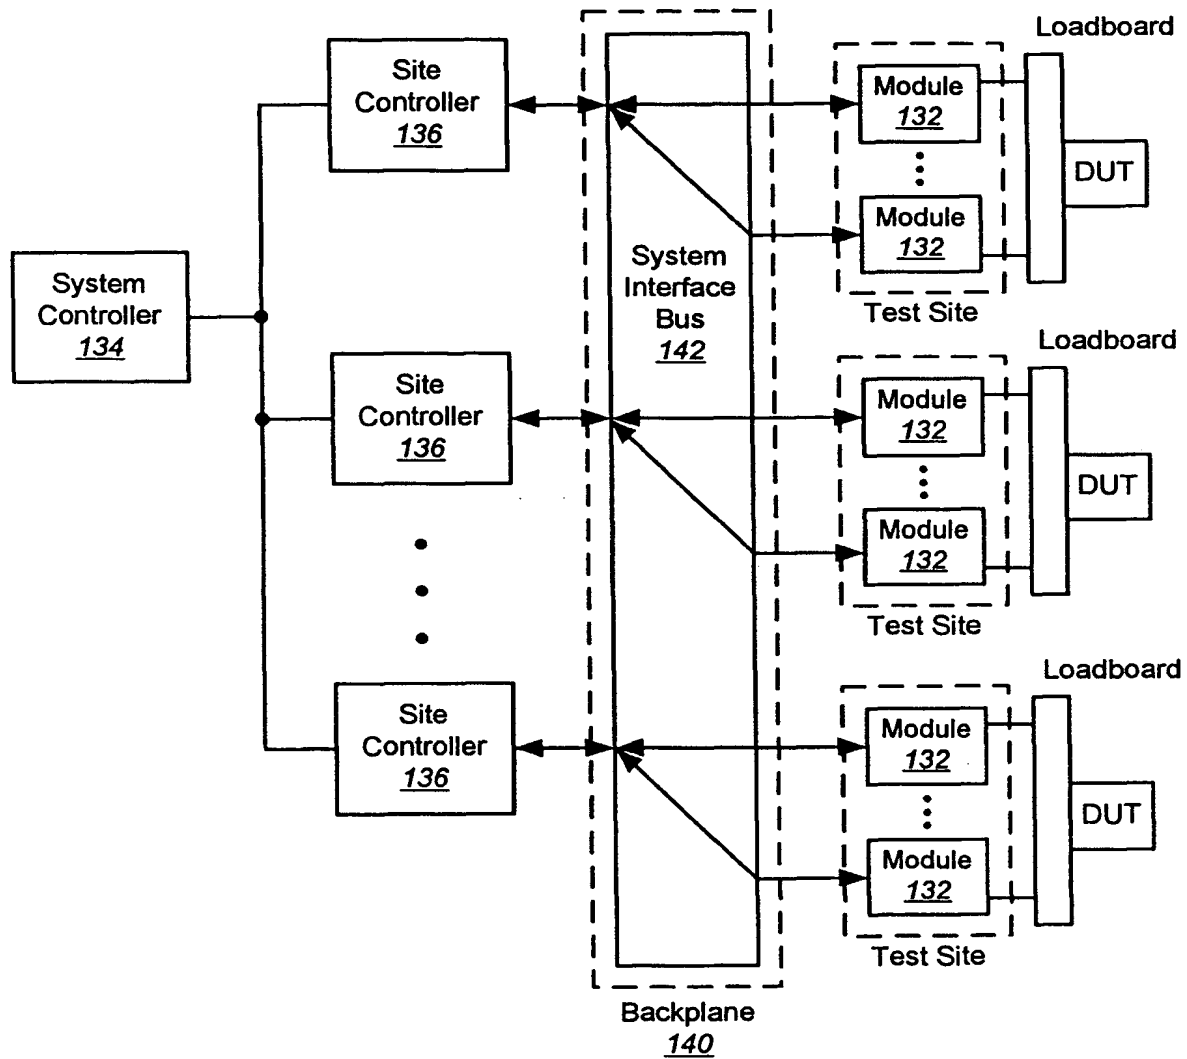 Loadboard
Site
Controller
136
Module
132
DUT
Module
132
System
Interface
Bus
142
System
Controller
134
Test Site
Loadboard
Site
Controller
136
Module
132
DUT
Module
132
Test Site
Loadboard
Site
Controller
136
Module
132
DUT
Module
132
Test Site
Backplane
140